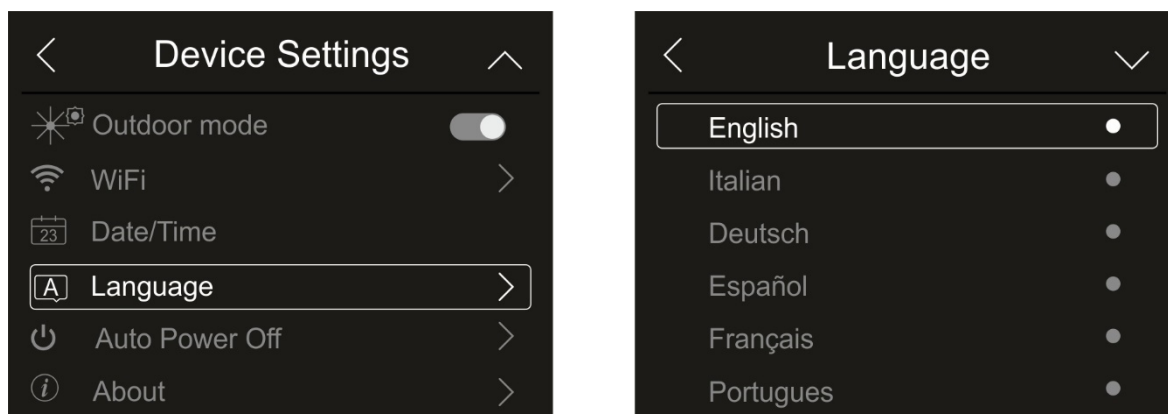 Device Settings
Outdoor mode
WiFi
23 Date/Time
A Language
Auto Power Off
i About
Language
English
Italian
Deutsch
Español
Français
Portugues